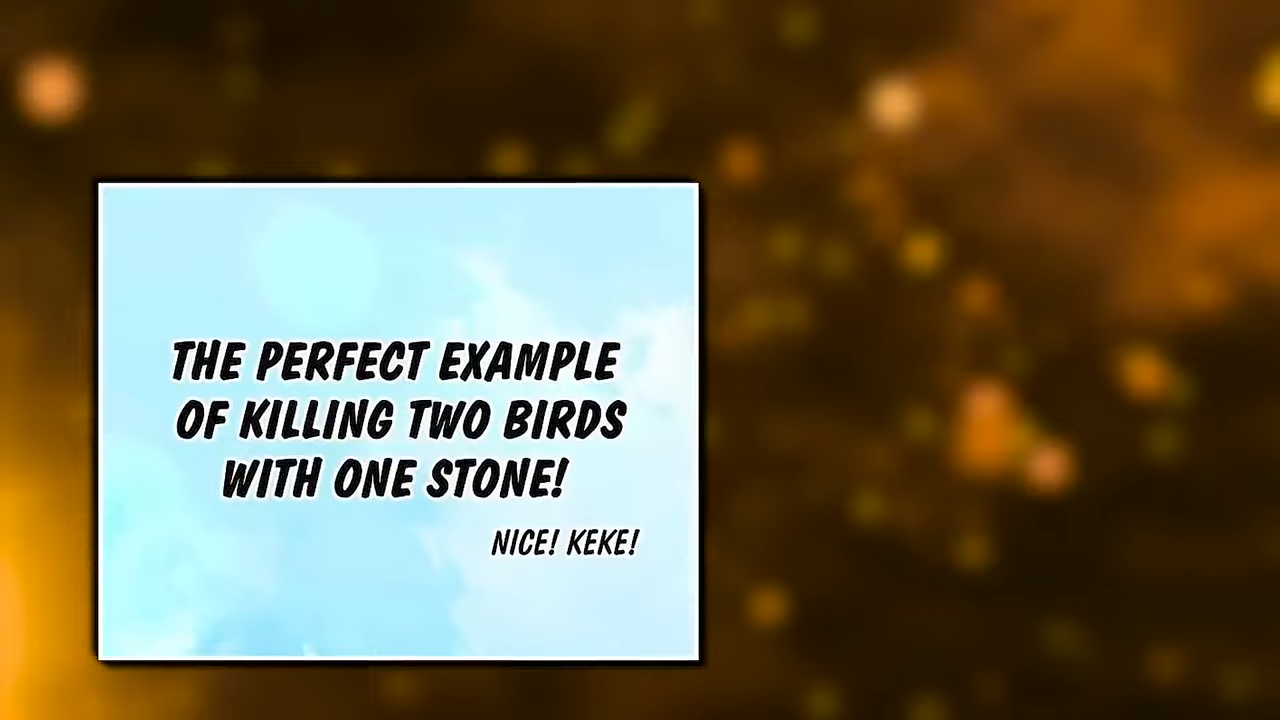 THE PERFECT EXAMPLE
OF KILLING TWO BIRDS
WITH ONE STONE!
NICE! KEKE!